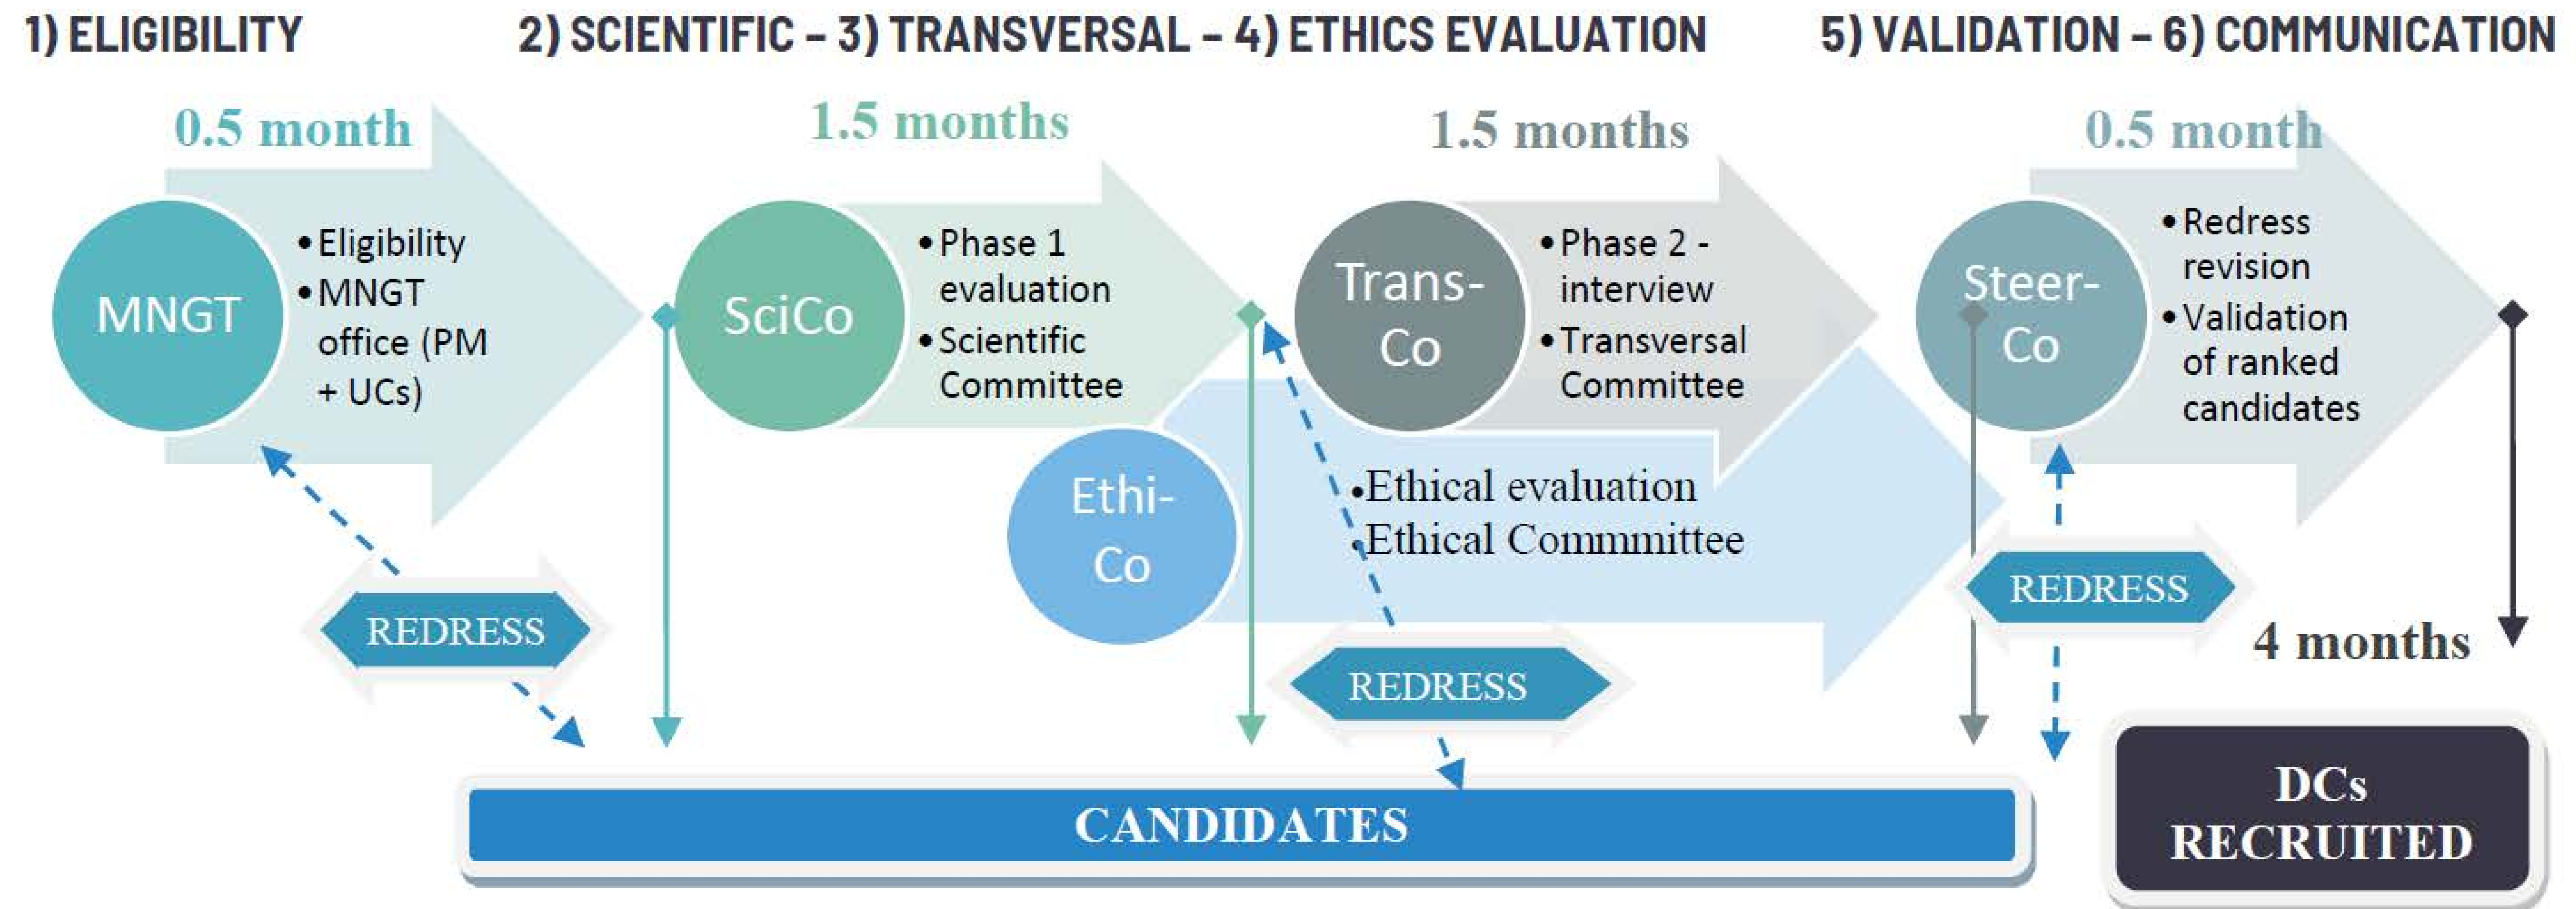 1) ELIGIBILITY
2) SCIENTIFIC – 3) TRANSVERSAL – 4) ETHICS EVALUATION
5) VALIDATION – 6) COMMUNICATION
0.5 month
MNGT
•Eligibility
•MNGT
office (PM
+ UCs)
REDRESS
1.5 months
SciCo
•Phase 1
evaluation
•Scientific
Committee
Ethi-
Co
•Ethical evaluation
•Ethical Commmittee
1.5 months
Trans-
Co
•Phase 2 -
interview
•Transversal
Committee
REDRESS
0.5 month
Steer-
Co
•Redress
revision
•Validation
of ranked
candidates
REDRESS
4 months
CANDIDATES
DCs
RECRUITED